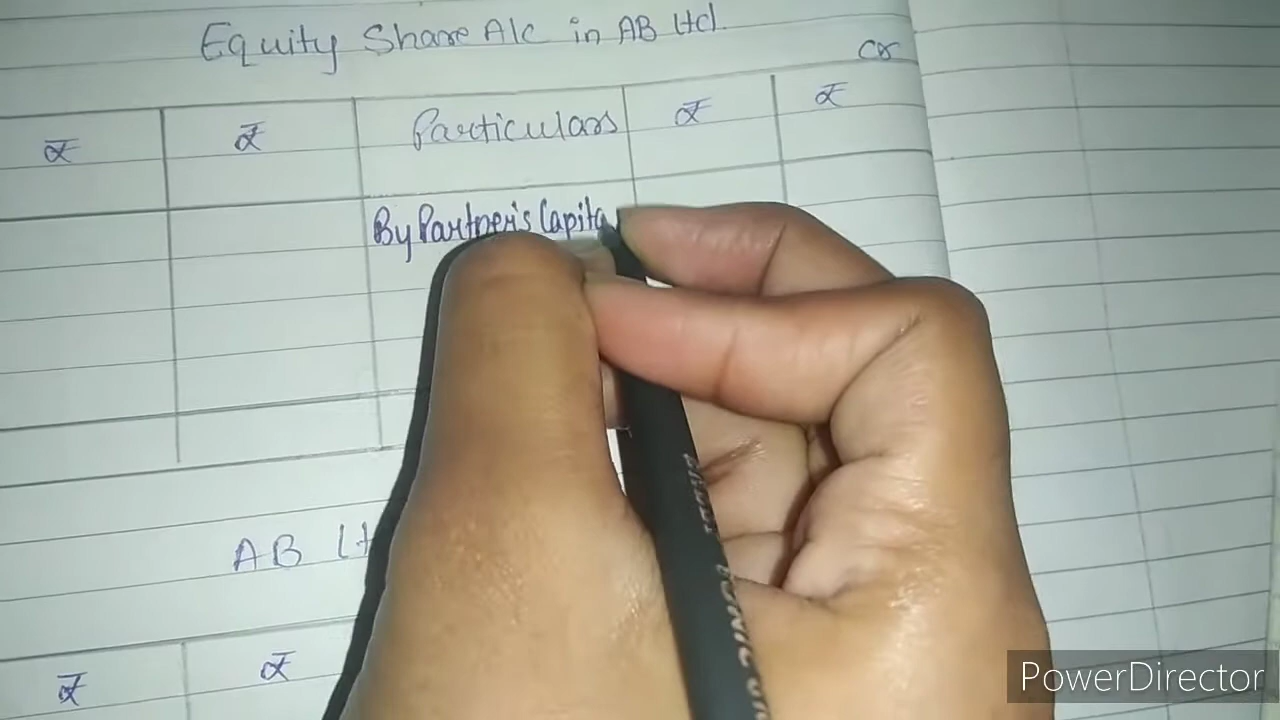 Equity Share A/c in AB Ltd
Cr
₹ ₹ Particulars ₹ ₹
By Partner's Capita
AB Lt
₹ ₹
PowerDirector